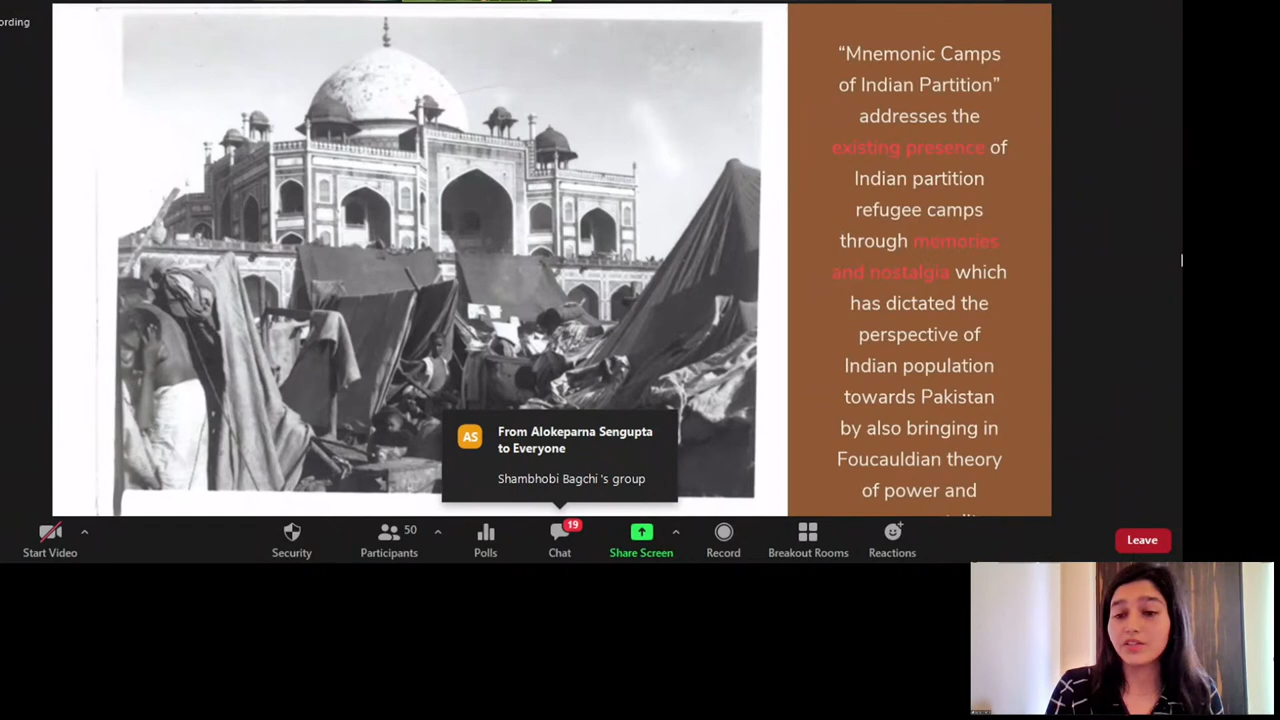 ording
“Mnemonic Camps
of Indian Partition”
addresses the
existing presence of
Indian partition
refugee camps
through memories
and nostalgia which
has dictated the
perspective of
Indian population
towards Pakistan
by also bringing in
Foucauldian theory
of power and
AS
From Alokeparna Sengupta
to Everyone
Shambhobi Bagchi 's group
Start Video
Security
Participants
50
Polls
Chat
19
Share Screen
Record
Breakout Rooms
Reactions
Leave